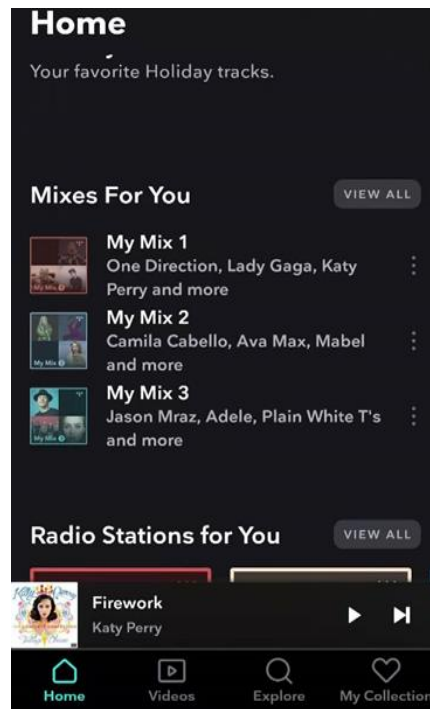 Home
Your favorite Holiday tracks.
Mixes For You
VIEW ALL
My Mix 1
One Direction, Lady Gaga, Katy
Perry and more
My Mix 2
Camila Cabello, Ava Max, Mabel
and more
My Mix 3
Jason Mraz, Adele, Plain White T's
and more
Radio Stations for You
VIEW ALL
Firework
Katy Perry
Home
Videos
Explore
My Collection